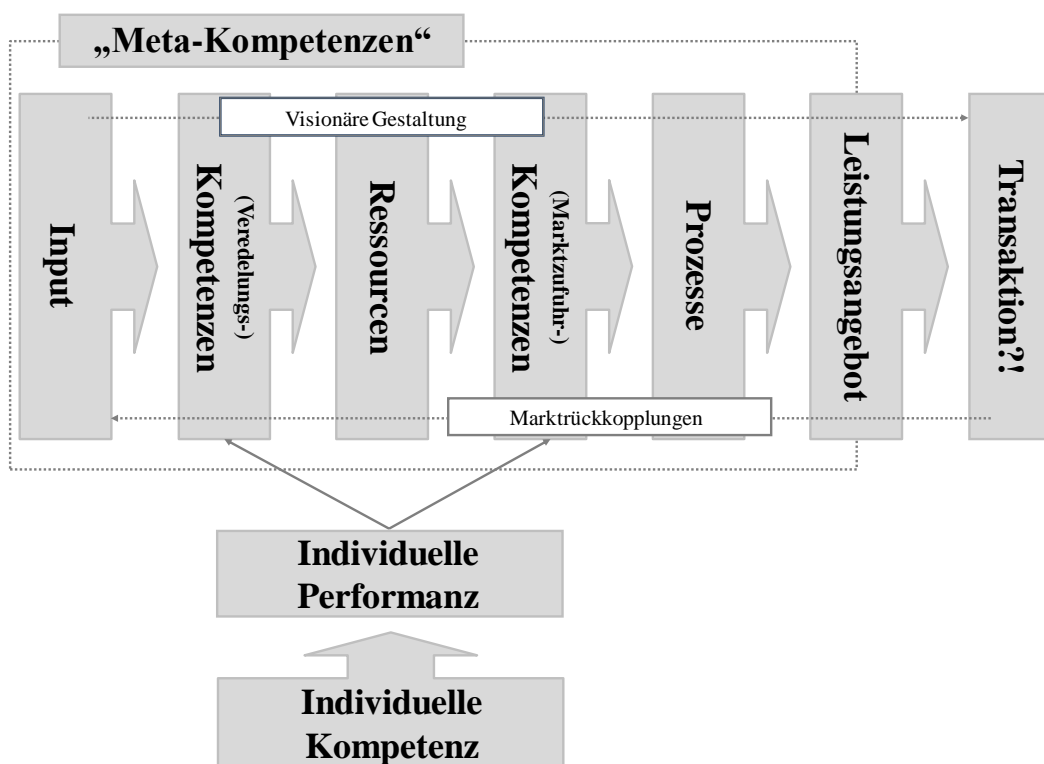 „Meta-Kompetenzen“
Visionäre Gestaltung
Input
(Veredelungs-)
Kompetenzen
Ressourcen
(Marktzufuhr-)
Kompetenzen
Prozesse
Leistungsangebot
Transaktion?!
Marktrückkopplungen
Individuelle
Performanz
Individuelle
Kompetenz